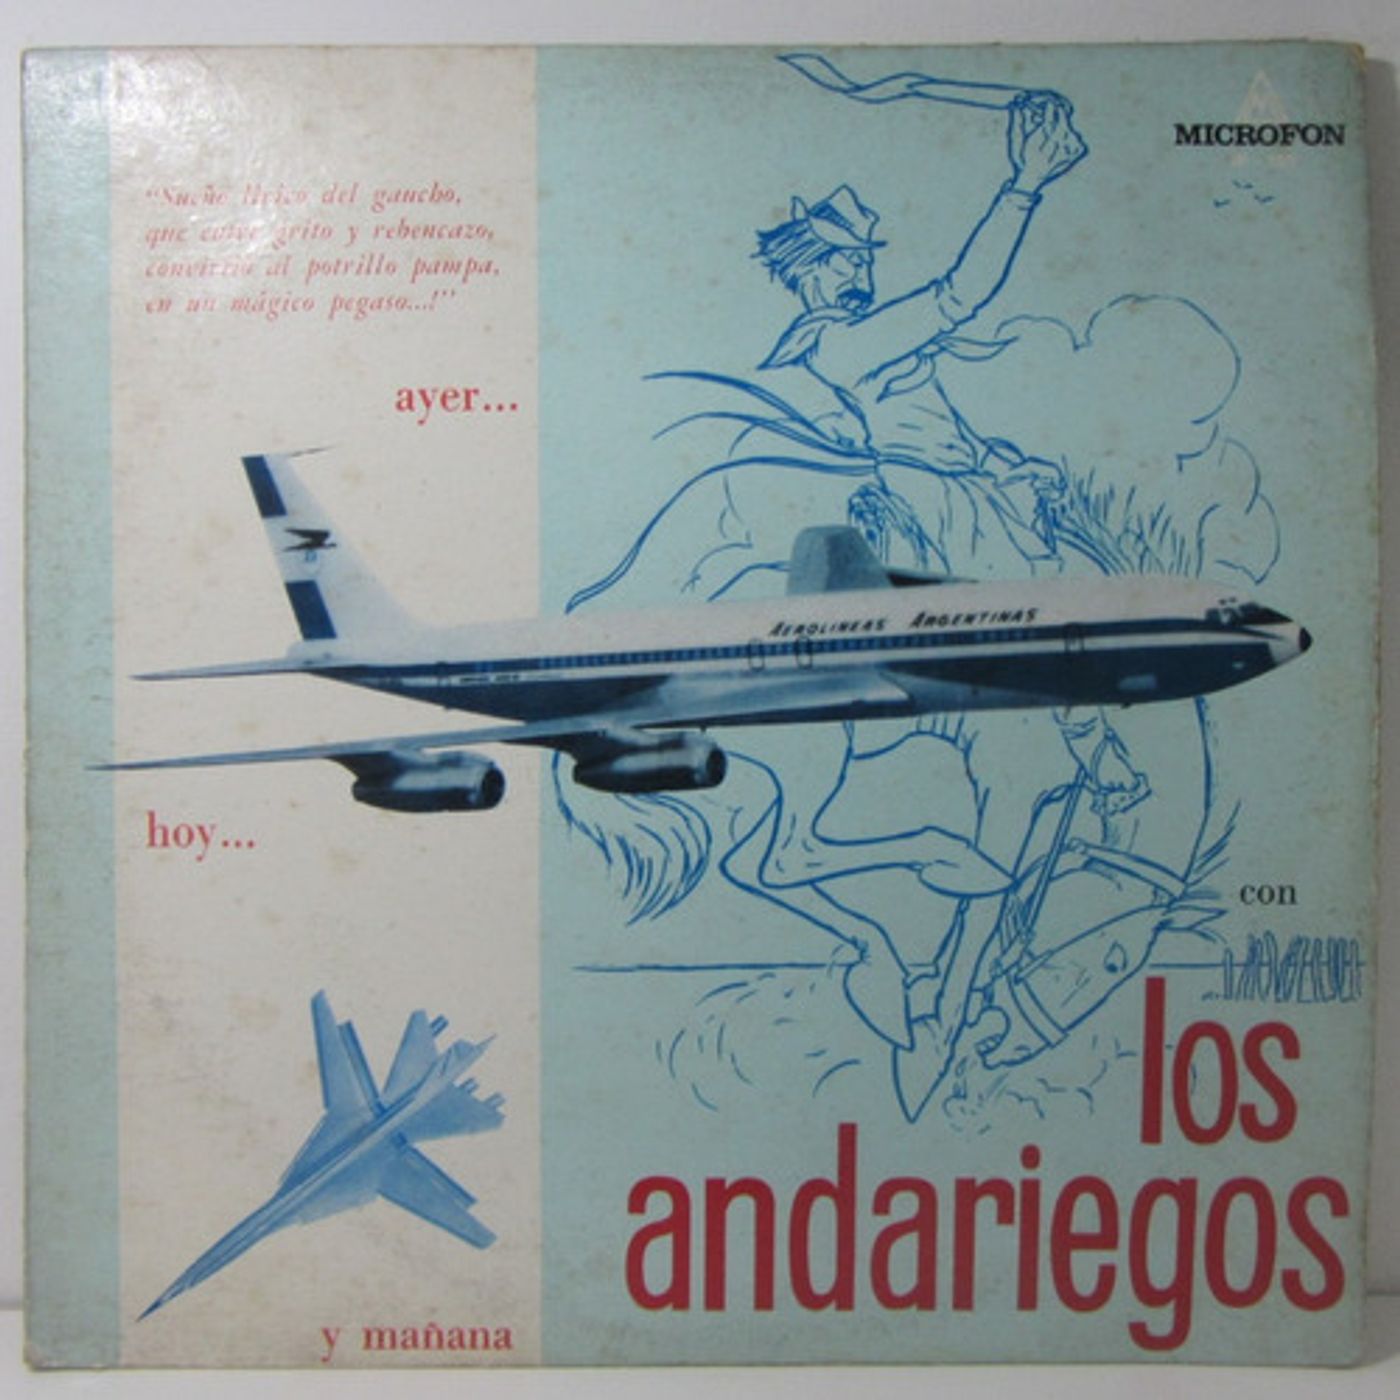 MICROFON
"Sueño lírico del gaucho,
que entre grito y rebencazo,
convirtió al potrillo pampa,
en un mágico pegaso...!"
ayer...
AEROLINEAS ARGENTINAS
hoy...
y mañana
con
los
andariegos